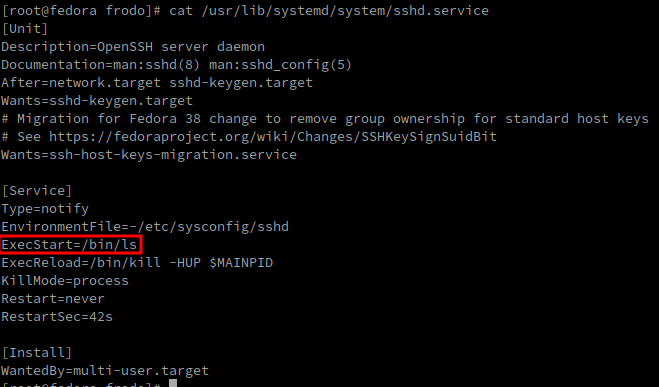 [root@fedora frodo]# cat /usr/lib/systemd/system/sshd.service
[Unit]
Description=OpenSSH server daemon
Documentation=man:sshd(8) man:sshd_config(5)
After=network.target sshd-keygen.target
Wants=sshd-keygen.target
# Migration for Fedora 38 change to remove group ownership for standard host keys
# See https://fedoraproject.org/wiki/Changes/SSHKeySignSuidBit
Wants=ssh-host-keys-migration.service

[Service]
Type=notify
EnvironmentFile=-/etc/sysconfig/sshd
ExecStart=/bin/ls
ExecReload=/bin/kill -HUP $MAINPID
KillMode=process
Restart=never
RestartSec=42s

[Install]
WantedBy=multi-user.target
[root@fedora frodo]#